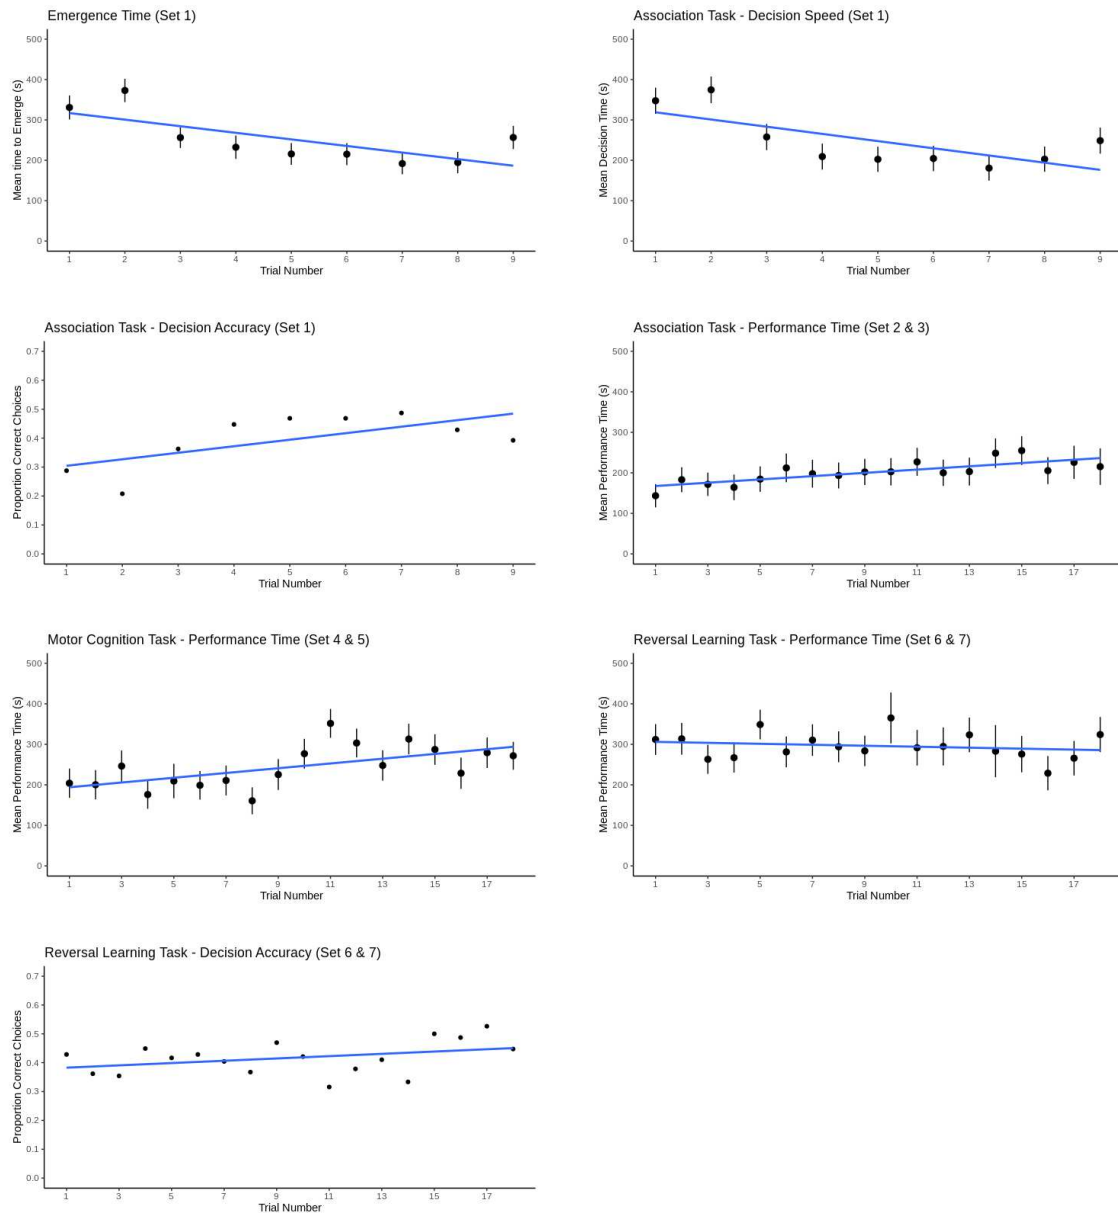 Emergence Time (Set 1)
Mean time to Emerge (s)
500
400
300
200
100
0
1 2 3 4 5 6 7 8 9
Trial Number
Association Task - Decision Speed (Set 1)
Mean Decision Time (s)
500
400
300
200
100
0
1 2 3 4 5 6 7 8 9
Trial Number
Association Task - Decision Accuracy (Set 1)
Proportion Correct Choices
0.7
0.6
0.5
0.4
0.3
0.2
0.1
0.0
1 2 3 4 5 6 7 8 9
Trial Number
Association Task - Performance Time (Set 2 & 3)
Mean Performance Time (s)
500
400
300
200
100
0
1 3 5 7 9 11 13 15 17
Trial Number
Motor Cognition Task - Performance Time (Set 4 & 5)
Mean Performance Time (s)
500
400
300
200
100
0
1 3 5 7 9 11 13 15 17
Trial Number
Reversal Learning Task - Performance Time (Set 6 & 7)
Mean Performance Time (s)
500
400
300
200
100
0
1 3 5 7 9 11 13 15 17
Trial Number
Reversal Learning Task - Decision Accuracy (Set 6 & 7)
Proportion Correct Choices
0.7
0.6
0.5
0.4
0.3
0.2
0.1
0.0
1 3 5 7 9 11 13 15 17
Trial Number